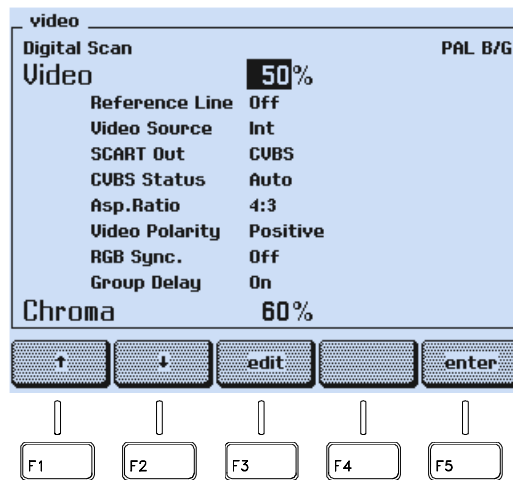 video
Digital Scan PAL B/G
Video 50%
Reference Line Off
Video Source Int
SCART Out CVBS
CVBS Status Auto
Asp.Ratio 4:3
Video Polarity Positive
RGB Sync. Off
Group Delay On
Chroma 60%
↑ ↓ edit enter
F1 F2 F3 F4 F5